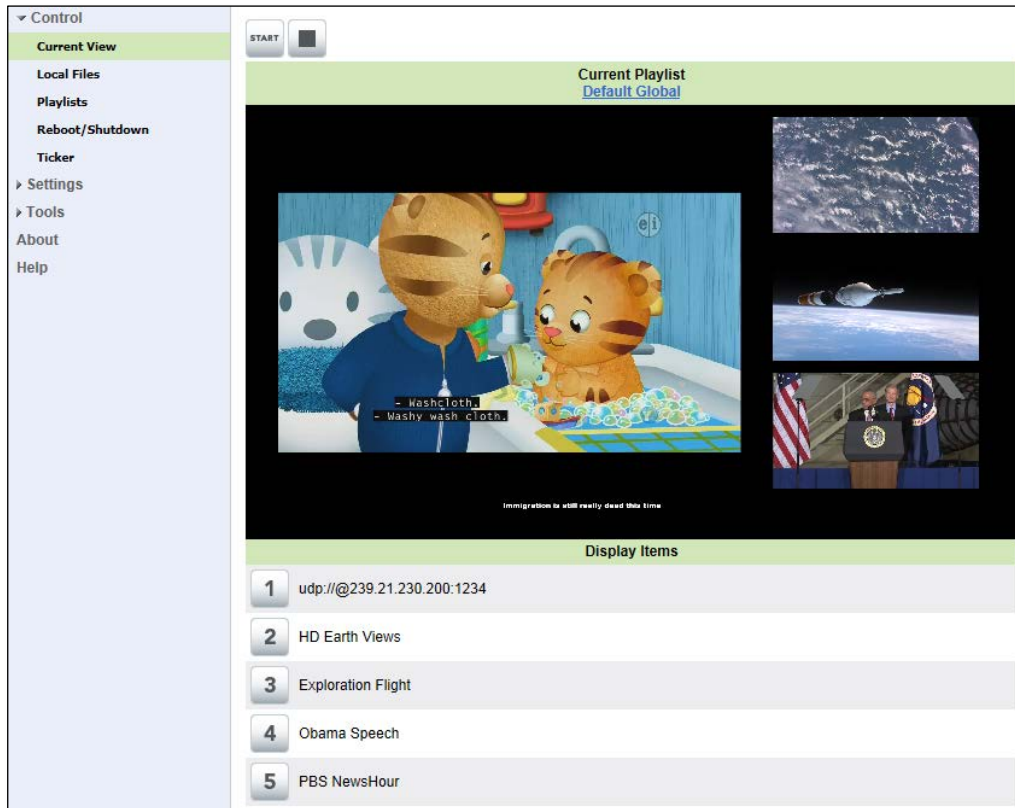 Control
Current View
Local Files
Playlists
Reboot/Shutdown
Ticker
Settings
Tools
About
Help
START
Current Playlist
Default Global
e i
- Washcloth.
- Washy wash cloth.
Immigration is still really dead this time
Display Items
1 udp://@239.21.230.200:1234
2 HD Earth Views
3 Exploration Flight
4 Obama Speech
5 PBS NewsHour